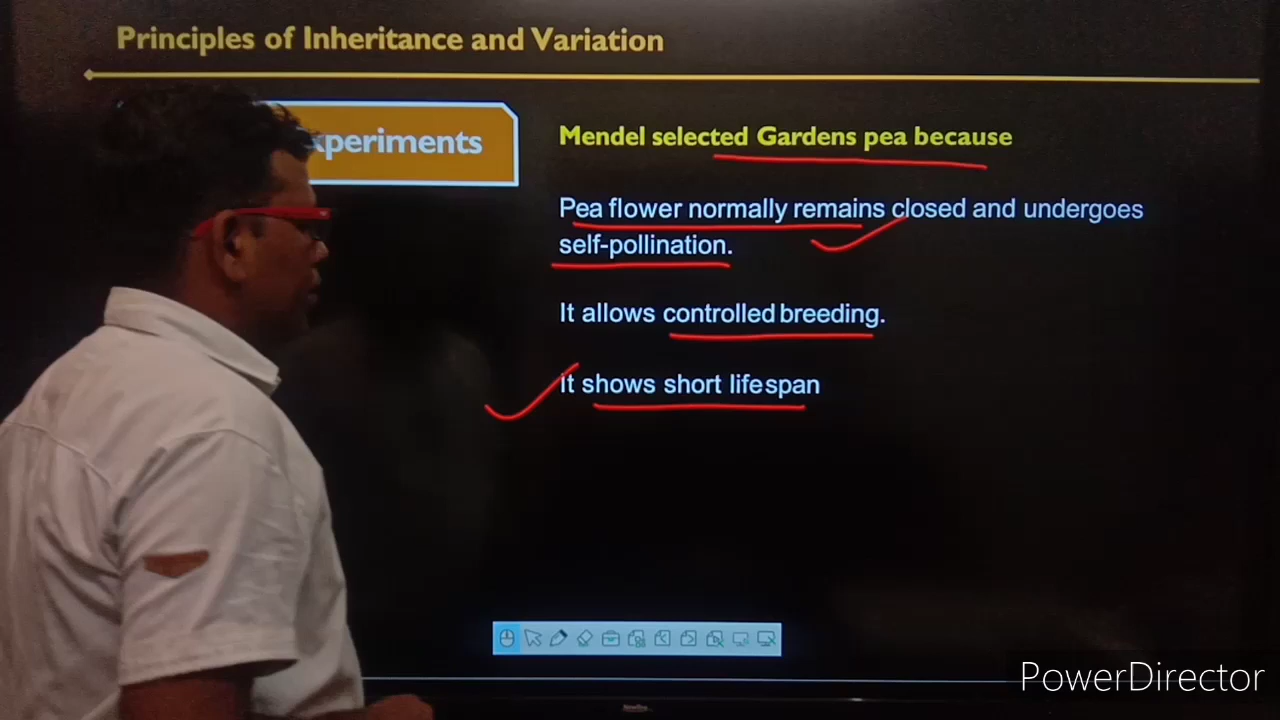 Principles of Inheritance and Variation
xperiments
Mendel selected Gardens pea because
Pea flower normally remains closed and undergoes
self-pollination.
It allows controlled breeding.
It shows short lifespan
PowerDirector